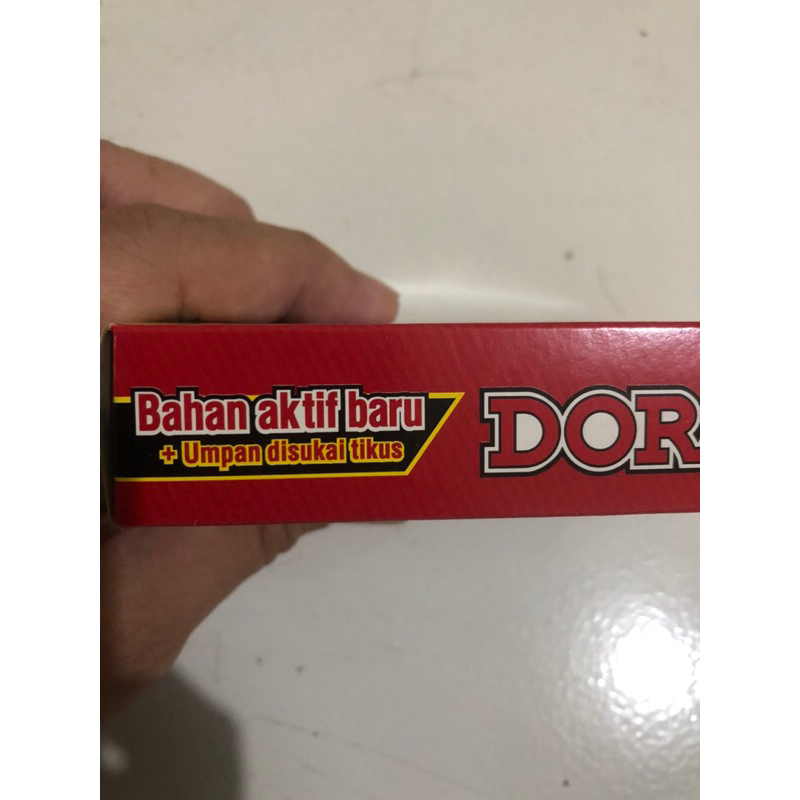 Bahan aktif baru
+ Umpan disukai tikus
DOR